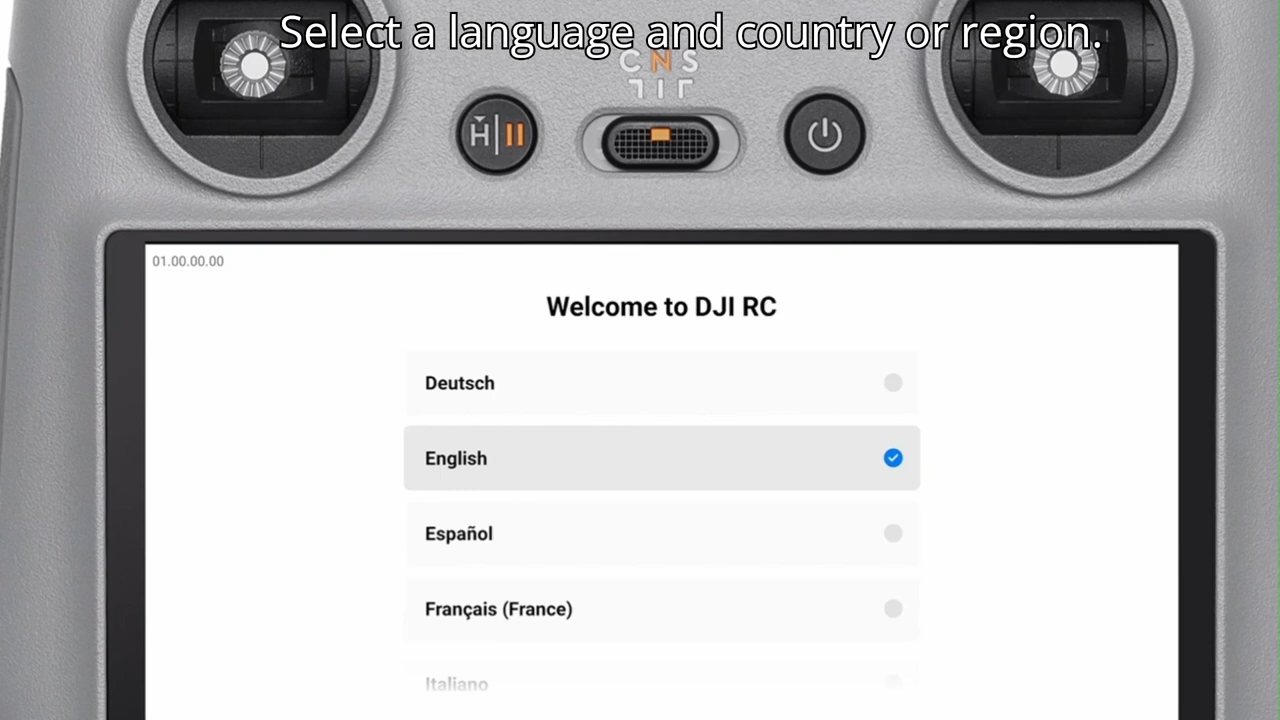 Select a language and country or region.
C N S
H
01.00.00.00
Welcome to DJI RC
Deutsch
English
Español
Français (France)
Italiano